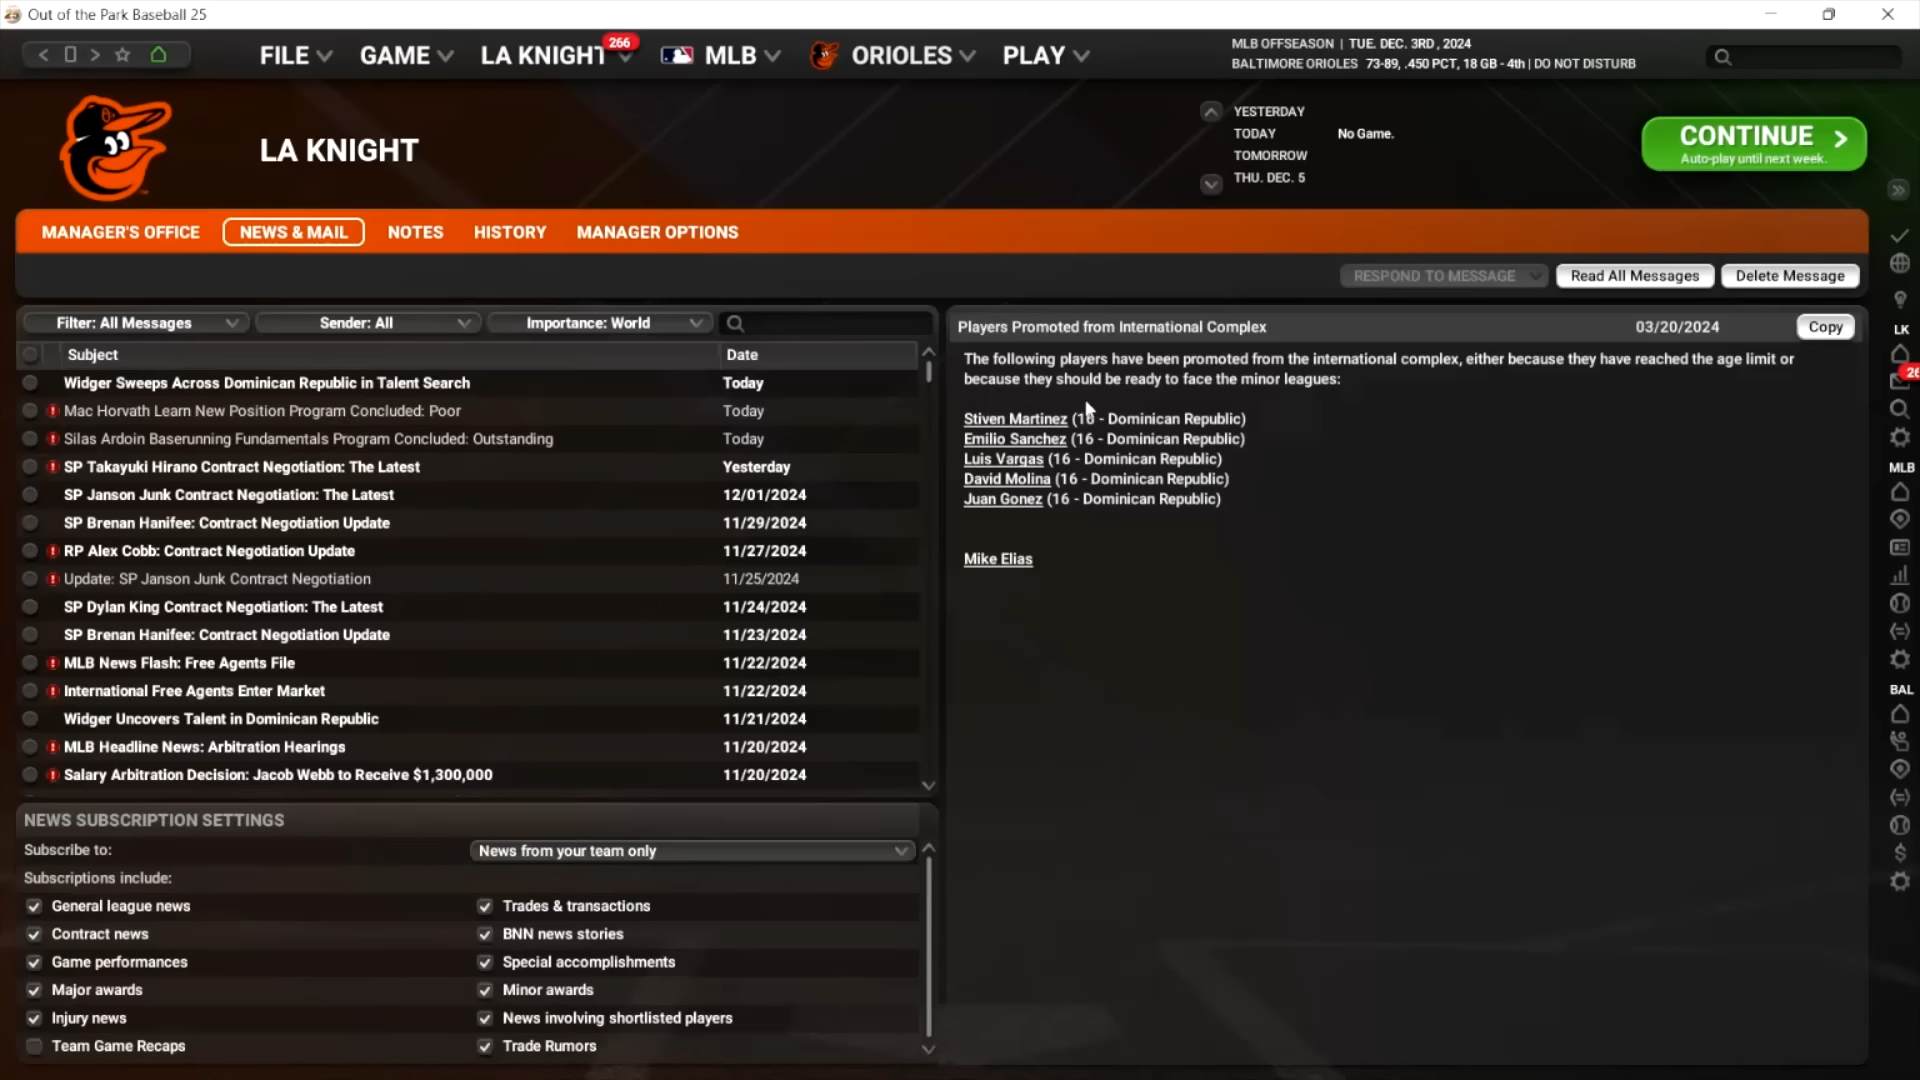 Out of the Park Baseball 25
FILE
GAME
LA KNIGHT
266
MLB
ORIOLES
PLAY
MLB OFFSEASON | TUE. DEC. 3RD, 2024
BALTIMORE ORIOLES 73-89, .450 PCT, 18 GB - 4th | DO NOT DISTURB
LA KNIGHT
YESTERDAY
TODAY No Game.
TOMORROW
THU. DEC. 5
CONTINUE
Auto-play until next week.
MANAGER'S OFFICE
NEWS & MAIL
NOTES
HISTORY
MANAGER OPTIONS
RESPOND TO MESSAGE
Read All Messages
Delete Message
Filter: All Messages
Sender: All
Importance: World
Subject Date
Widger Sweeps Across Dominican Republic in Talent Search Today
Mac Horvath Learn New Position Program Concluded: Poor Today
Silas Ardoin Baserunning Fundamentals Program Concluded: Outstanding Today
SP Takayuki Hirano Contract Negotiation: The Latest Yesterday
SP Janson Junk Contract Negotiation: The Latest 12/01/2024
SP Brenan Hanifee: Contract Negotiation Update 11/29/2024
RP Alex Cobb: Contract Negotiation Update 11/27/2024
Update: SP Janson Junk Contract Negotiation 11/25/2024
SP Dylan King Contract Negotiation: The Latest 11/24/2024
SP Brenan Hanifee: Contract Negotiation Update 11/23/2024
MLB News Flash: Free Agents File 11/22/2024
International Free Agents Enter Market 11/22/2024
Widger Uncovers Talent in Dominican Republic 11/21/2024
MLB Headline News: Arbitration Hearings 11/20/2024
Salary Arbitration Decision: Jacob Webb to Receive $1,300,000 11/20/2024
NEWS SUBSCRIPTION SETTINGS
Subscribe to: News from your team only
Subscriptions include:
General league news Trades & transactions
Contract news BNN news stories
Game performances Special accomplishments
Major awards Minor awards
Injury news News involving shortlisted players
Team Game Recaps Trade Rumors
Players Promoted from International Complex 03/20/2024
Copy
The following players have been promoted from the international complex, either because they have reached the age limit or
because they should be ready to face the minor leagues:
Stiven Martinez (16 - Dominican Republic)
Emilio Sanchez (16 - Dominican Republic)
Luis Vargas (16 - Dominican Republic)
David Molina (16 - Dominican Republic)
Juan Gonez (16 - Dominican Republic)
Mike Elias
LK
26
MLB
BAL